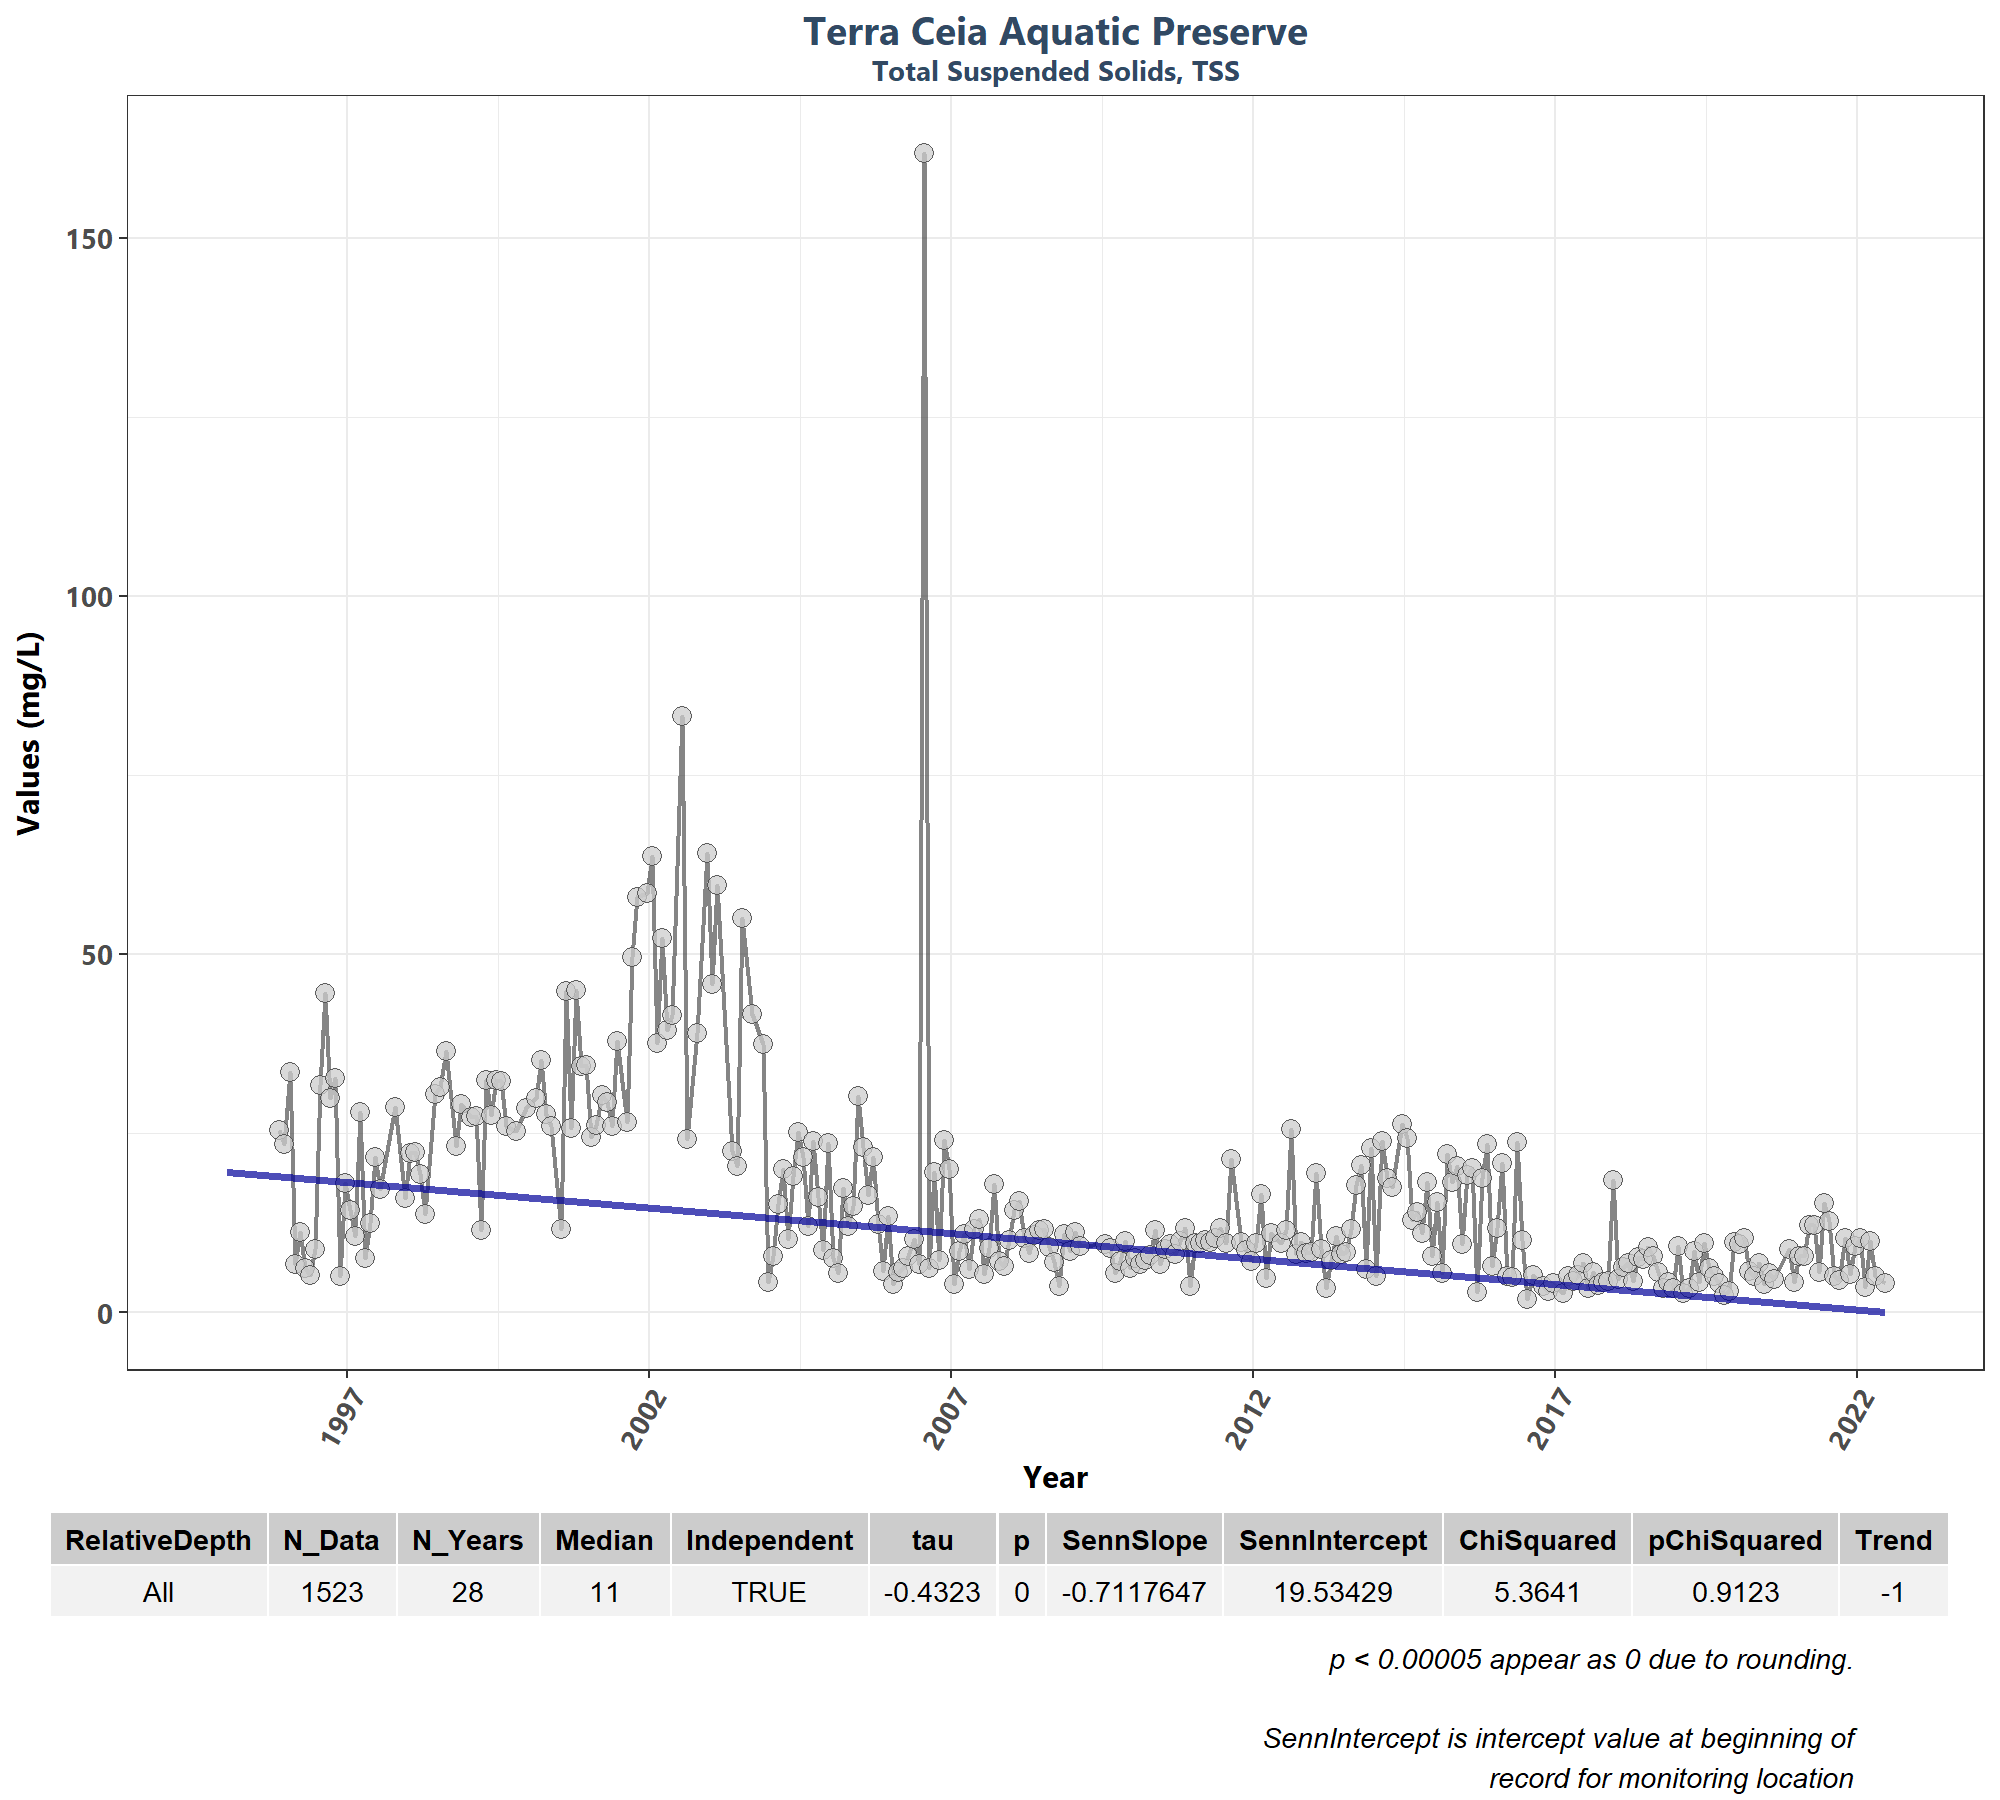 Terra Ceia Aquatic Preserve
Total Suspended Solids, TSS
150
100
50
0
Values (mg/L)
1997
2002
2007
2012
2017
2022
Year
RelativeDepth N_Data N_Years Median Independent tau p SennSlope SennIntercept ChiSquared pChiSquared Trend
All 1523 28 11 TRUE -0.4323 0 -0.7117647 19.53429 5.3641 0.9123 -1
p < 0.00005 appear as 0 due to rounding.
SennIntercept is intercept value at beginning of
record for monitoring location